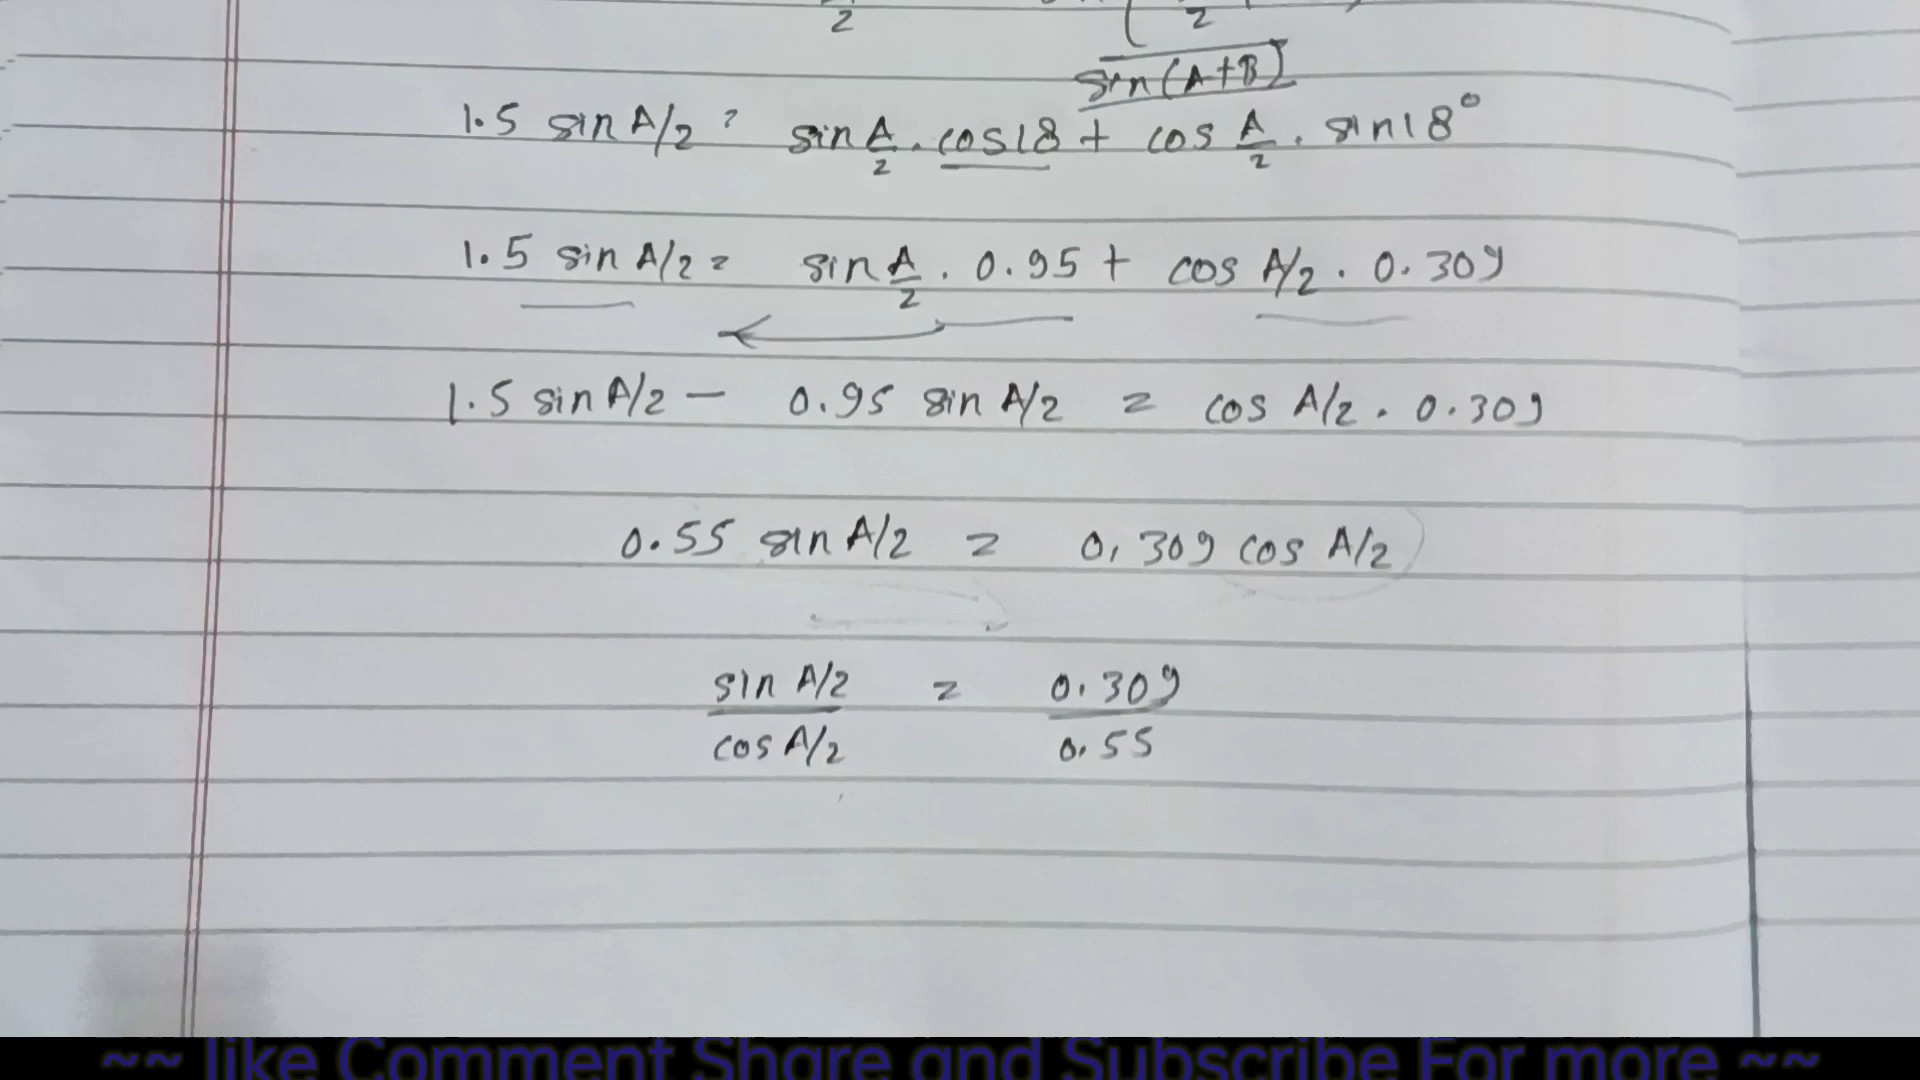 2 2
sin(A+B)
1.5 sin A/2 = sin A/2 . cos18 + cos A/2 . sin18°
1.5 sin A/2 = sin A/2 . 0.95 + cos A/2 . 0.309
1.5 sin A/2 - 0.95 sin A/2 = cos A/2 . 0.309
0.55 sin A/2 = 0.309 cos A/2
sin A/2 = 0.309
cos A/2 0.55
~~ like Comment Share and Subscribe For more ~~